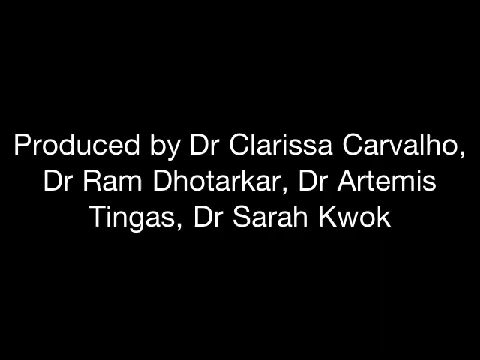 Produced by Dr Clarissa Carvalho,
Dr Ram Dhotarkar, Dr Artemis
Tingas, Dr Sarah Kwok